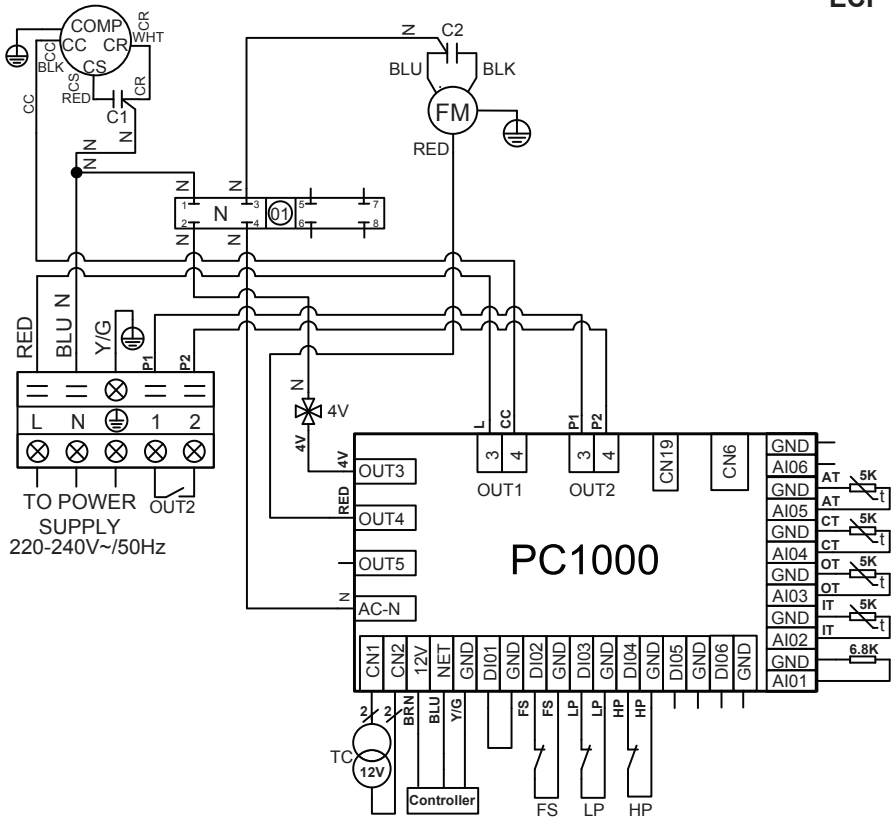 ECP
COMP
CC CR
CS
CR
WHT
CC
BLK
CS
RED
CR
C1
CC
N
N
N
N
N
C2
BLU
BLK
FM
RED
N
N
1
3
5
7
N
01
2
4
6
8
N
N
RED
BLU N
Y/G
P1
P2
L N 1 2
TO POWER
SUPPLY
220-240V~/50Hz
OUT2
N
4V
4V
4V
RED
N
L
CC
P1
P2
3 4
OUT1
3 4
OUT2
CN19
CN6
OUT3
OUT4
OUT5
AC-N
PC1000
GND
AI06
GND
AI05
GND
AI04
GND
AI03
GND
AI02
GND
AI01
AT 5K
t
AT
CT 5K
t
CT
OT 5K
t
OT
IT 5K
t
IT
6.8K
CN1 CN2 12V NET GND DI01 GND DI02 GND DI03 GND DI04 GND DI05 GND DI06 GND
2 2 BRN BLU Y/G FS FS LP LP HP HP
TC
12V
Controller
FS LP HP